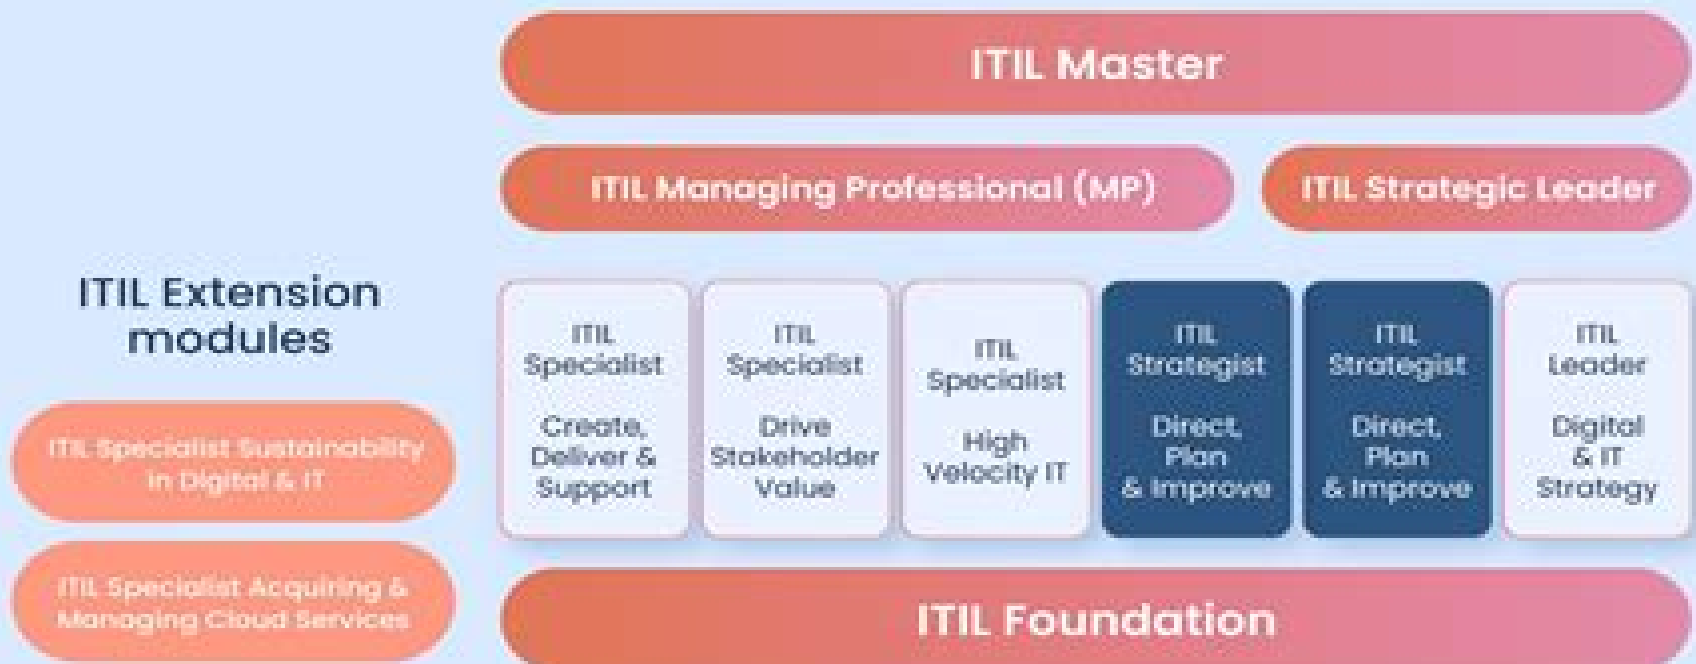 ITIL Master
ITIL Managing Professional (MP)
ITIL Strategic Leader
ITIL Extension
modules
ITIL Specialist Sustainability
in Digital & IT
ITIL Specialist Acquiring &
Managing Cloud Services
ITIL
Specialist
Create,
Deliver &
Support
ITIL
Specialist
Drive
Stakeholder
Value
ITIL
Specialist
High
Velocity IT
ITIL
Strategist
Direct,
Plan
& Improve
ITIL
Strategist
Direct,
Plan
& Improve
ITIL
Leader
Digital
& IT
Strategy
ITIL Foundation